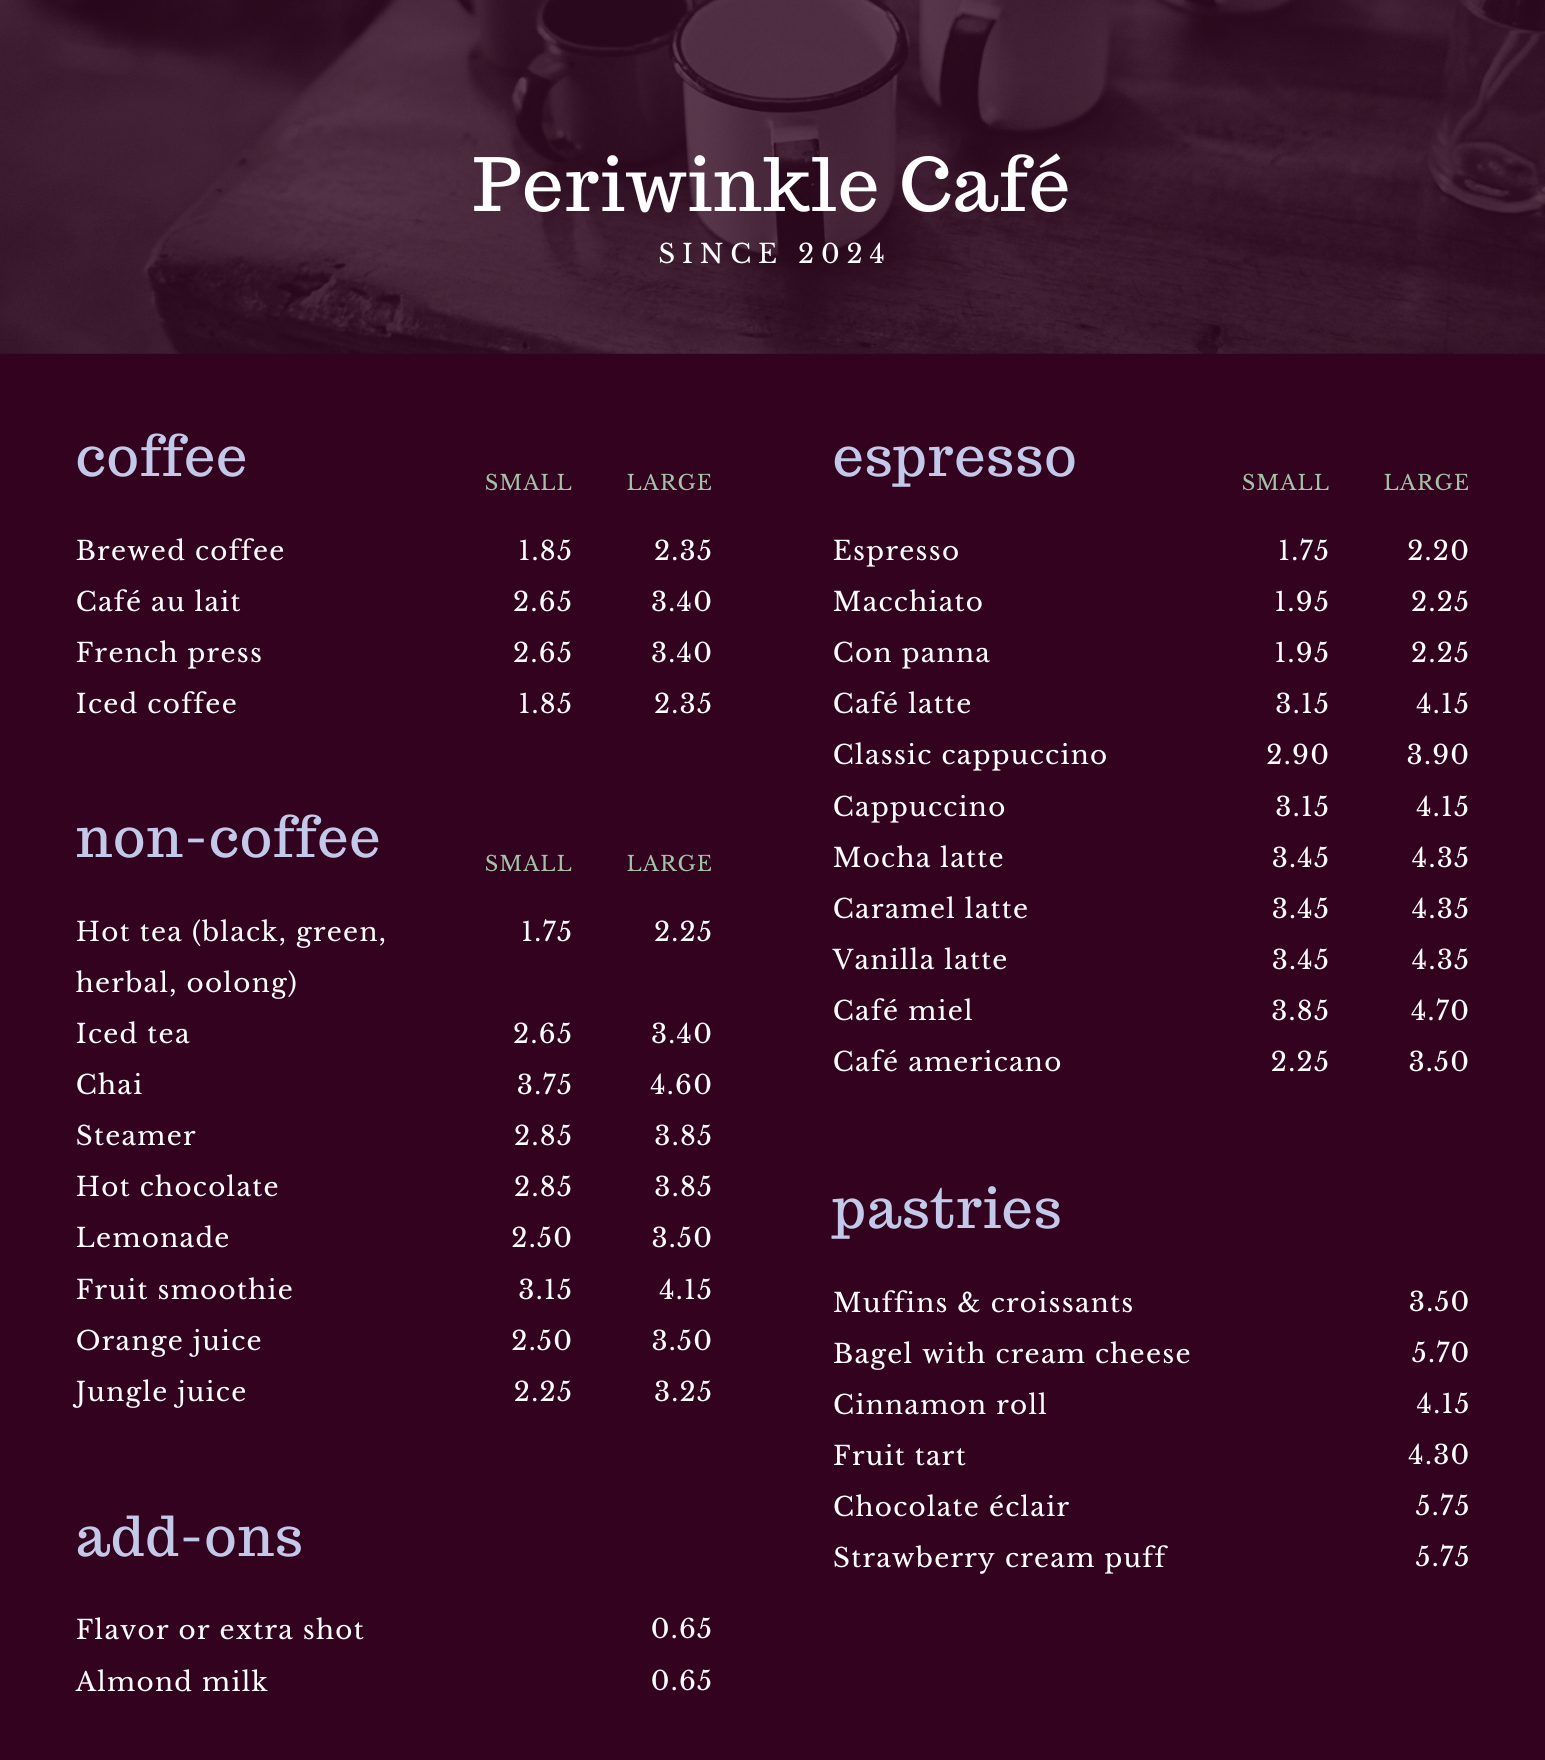 Periwinkle Café
SINCE 2024
coffee SMALL LARGE
Brewed coffee 1.85 2.35
Café au lait 2.65 3.40
French press 2.65 3.40
Iced coffee 1.85 2.35
non-coffee SMALL LARGE
Hot tea (black, green, 1.75 2.25
herbal, oolong)
Iced tea 2.65 3.40
Chai 3.75 4.60
Steamer 2.85 3.85
Hot chocolate 2.85 3.85
Lemonade 2.50 3.50
Fruit smoothie 3.15 4.15
Orange juice 2.50 3.50
Jungle juice 2.25 3.25
add-ons
Flavor or extra shot 0.65
Almond milk 0.65
espresso SMALL LARGE
Espresso 1.75 2.20
Macchiato 1.95 2.25
Con panna 1.95 2.25
Café latte 3.15 4.15
Classic cappuccino 2.90 3.90
Cappuccino 3.15 4.15
Mocha latte 3.45 4.35
Caramel latte 3.45 4.35
Vanilla latte 3.45 4.35
Café miel 3.85 4.70
Café americano 2.25 3.50
pastries
Muffins & croissants 3.50
Bagel with cream cheese 5.70
Cinnamon roll 4.15
Fruit tart 4.30
Chocolate éclair 5.75
Strawberry cream puff 5.75